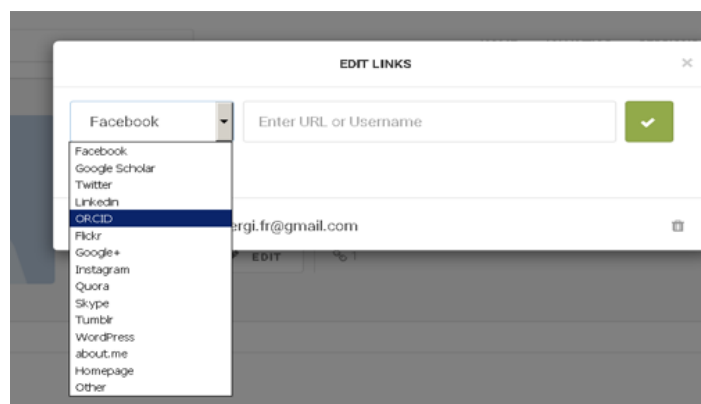 EDIT LINKS
×
Facebook
Enter URL or Username
Facebook
Google Scholar
Twitter
Linkedin
ORCID
Flickr
Google+
Instagram
Quora
Skype
Tumblr
WordPress
about.me
Homepage
Other
ergi.fr@gmail.com
EDIT
1